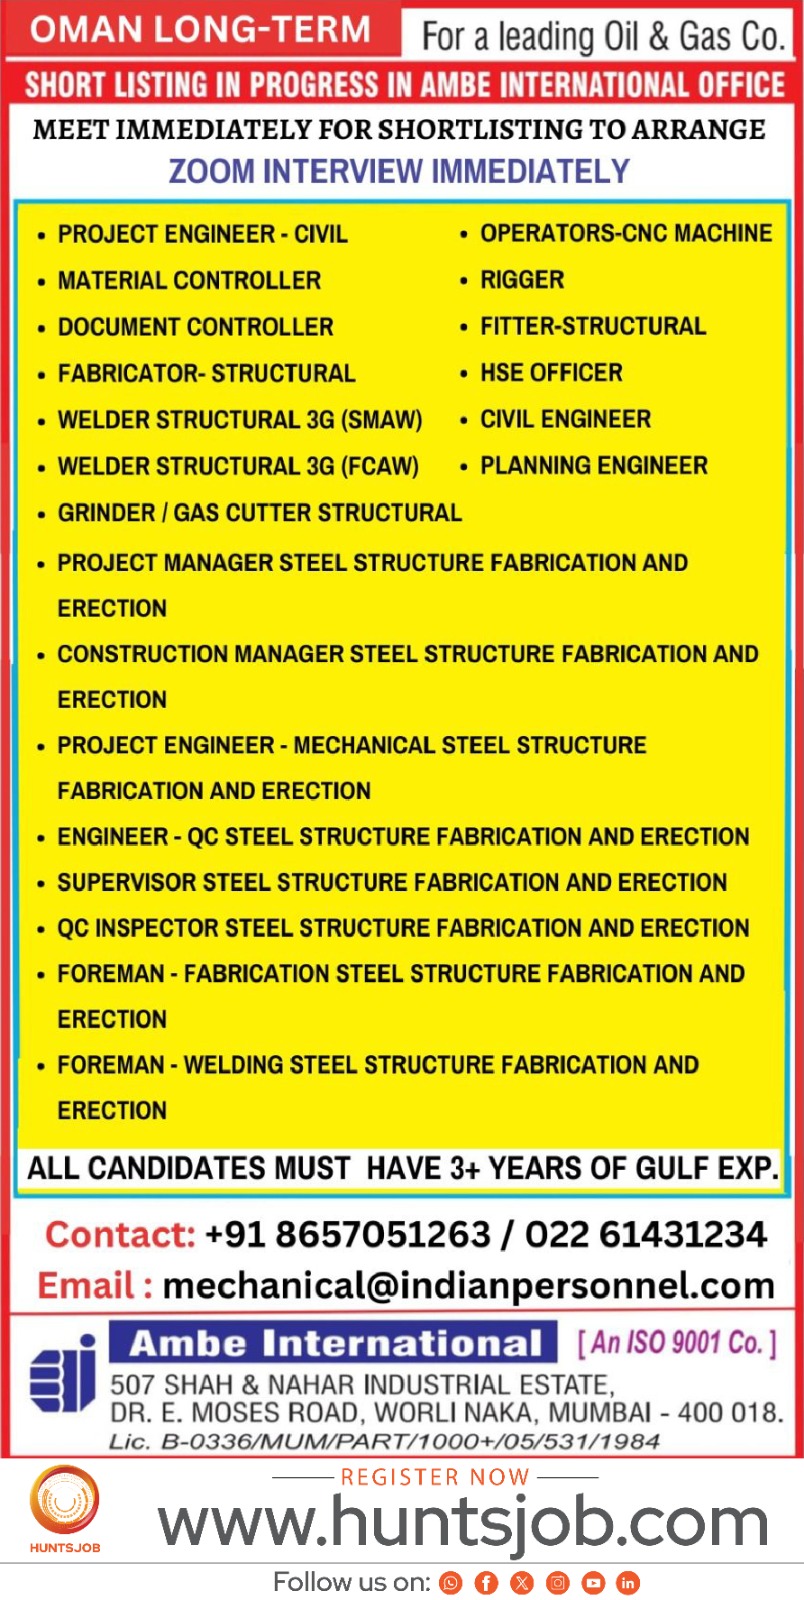 OMAN LONG-TERM
For a leading Oil & Gas Co.
SHORT LISTING IN PROGRESS IN AMBE INTERNATIONAL OFFICE
MEET IMMEDIATELY FOR SHORTLISTING TO ARRANGE
ZOOM INTERVIEW IMMEDIATELY
• PROJECT ENGINEER - CIVIL
• MATERIAL CONTROLLER
• DOCUMENT CONTROLLER
• FABRICATOR- STRUCTURAL
• WELDER STRUCTURAL 3G (SMAW)
• WELDER STRUCTURAL 3G (FCAW)
• GRINDER / GAS CUTTER STRUCTURAL
• OPERATORS-CNC MACHINE
• RIGGER
• FITTER-STRUCTURAL
• HSE OFFICER
• CIVIL ENGINEER
• PLANNING ENGINEER
• PROJECT MANAGER STEEL STRUCTURE FABRICATION AND
ERECTION
• CONSTRUCTION MANAGER STEEL STRUCTURE FABRICATION AND
ERECTION
• PROJECT ENGINEER - MECHANICAL STEEL STRUCTURE
FABRICATION AND ERECTION
• ENGINEER - QC STEEL STRUCTURE FABRICATION AND ERECTION
• SUPERVISOR STEEL STRUCTURE FABRICATION AND ERECTION
• QC INSPECTOR STEEL STRUCTURE FABRICATION AND ERECTION
• FOREMAN - FABRICATION STEEL STRUCTURE FABRICATION AND
ERECTION
• FOREMAN - WELDING STEEL STRUCTURE FABRICATION AND
ERECTION
ALL CANDIDATES MUST HAVE 3+ YEARS OF GULF EXP.
Contact: +91 8657051263 / 022 61431234
Email : mechanical@indianpersonnel.com
Ambe International [ An ISO 9001 Co. ]
507 SHAH & NAHAR INDUSTRIAL ESTATE,
DR. E. MOSES ROAD, WORLI NAKA, MUMBAI - 400 018.
Lic. B-0336/MUM/PART/1000+/05/531/1984
REGISTER NOW
www.huntsjob.com
HUNTSJOB
Follow us on: